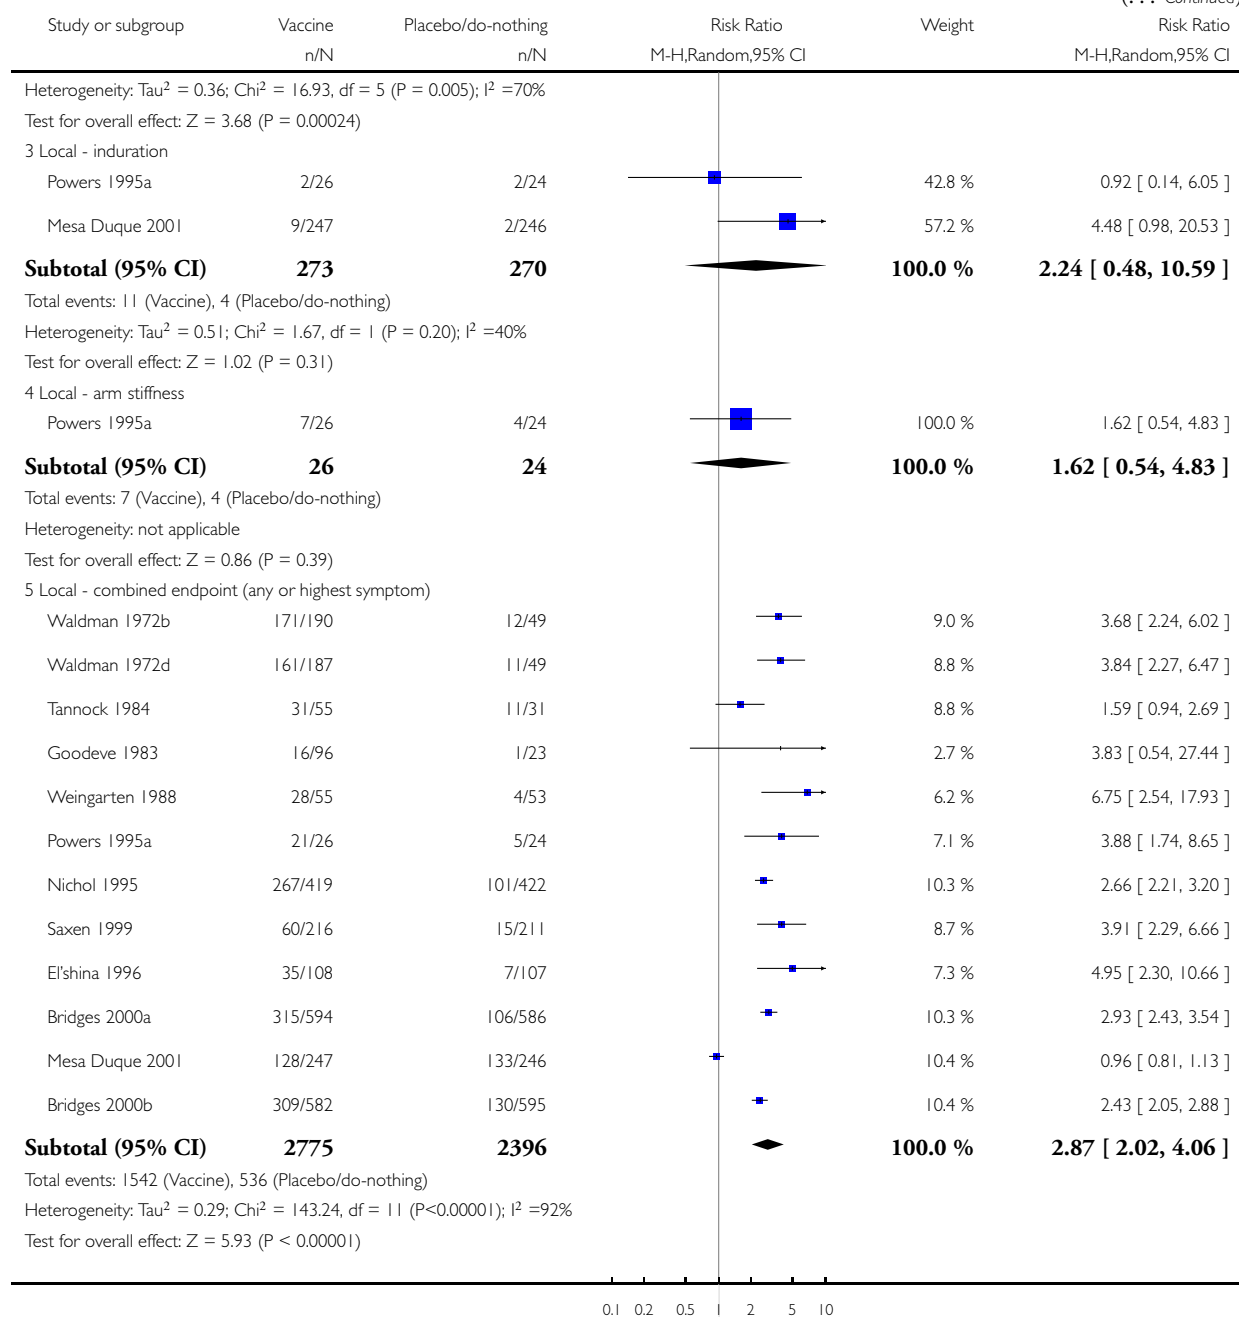 (... Continued)
Study or subgroup Vaccine Placebo/do-nothing Risk Ratio Weight Risk Ratio
n/N n/N M-H,Random,95% CI M-H,Random,95% CI
Heterogeneity: Tau² = 0.36; Chi² = 16.93, df = 5 (P = 0.005); I² =70%
Test for overall effect: Z = 3.68 (P = 0.00024)
3 Local - induration
Powers 1995a 2/26 2/24 42.8 % 0.92 [ 0.14, 6.05 ]
Mesa Duque 2001 9/247 2/246 57.2 % 4.48 [ 0.98, 20.53 ]
Subtotal (95% CI) 273 270 100.0 % 2.24 [ 0.48, 10.59 ]
Total events: 11 (Vaccine), 4 (Placebo/do-nothing)
Heterogeneity: Tau² = 0.51; Chi² = 1.67, df = 1 (P = 0.20); I² =40%
Test for overall effect: Z = 1.02 (P = 0.31)
4 Local - arm stiffness
Powers 1995a 7/26 4/24 100.0 % 1.62 [ 0.54, 4.83 ]
Subtotal (95% CI) 26 24 100.0 % 1.62 [ 0.54, 4.83 ]
Total events: 7 (Vaccine), 4 (Placebo/do-nothing)
Heterogeneity: not applicable
Test for overall effect: Z = 0.86 (P = 0.39)
5 Local - combined endpoint (any or highest symptom)
Waldman 1972b 171/190 12/49 9.0 % 3.68 [ 2.24, 6.02 ]
Waldman 1972d 161/187 11/49 8.8 % 3.84 [ 2.27, 6.47 ]
Tannock 1984 31/55 11/31 8.8 % 1.59 [ 0.94, 2.69 ]
Goodeve 1983 16/96 1/23 2.7 % 3.83 [ 0.54, 27.44 ]
Weingarten 1988 28/55 4/53 6.2 % 6.75 [ 2.54, 17.93 ]
Powers 1995a 21/26 5/24 7.1 % 3.88 [ 1.74, 8.65 ]
Nichol 1995 267/419 101/422 10.3 % 2.66 [ 2.21, 3.20 ]
Saxen 1999 60/216 15/211 8.7 % 3.91 [ 2.29, 6.66 ]
El'shina 1996 35/108 7/107 7.3 % 4.95 [ 2.30, 10.66 ]
Bridges 2000a 315/594 106/586 10.3 % 2.93 [ 2.43, 3.54 ]
Mesa Duque 2001 128/247 133/246 10.4 % 0.96 [ 0.81, 1.13 ]
Bridges 2000b 309/582 130/595 10.4 % 2.43 [ 2.05, 2.88 ]
Subtotal (95% CI) 2775 2396 100.0 % 2.87 [ 2.02, 4.06 ]
Total events: 1542 (Vaccine), 536 (Placebo/do-nothing)
Heterogeneity: Tau² = 0.29; Chi² = 143.24, df = 11 (P<0.00001); I² =92%
Test for overall effect: Z = 5.93 (P < 0.00001)
0.1 0.2 0.5 1 2 5 10